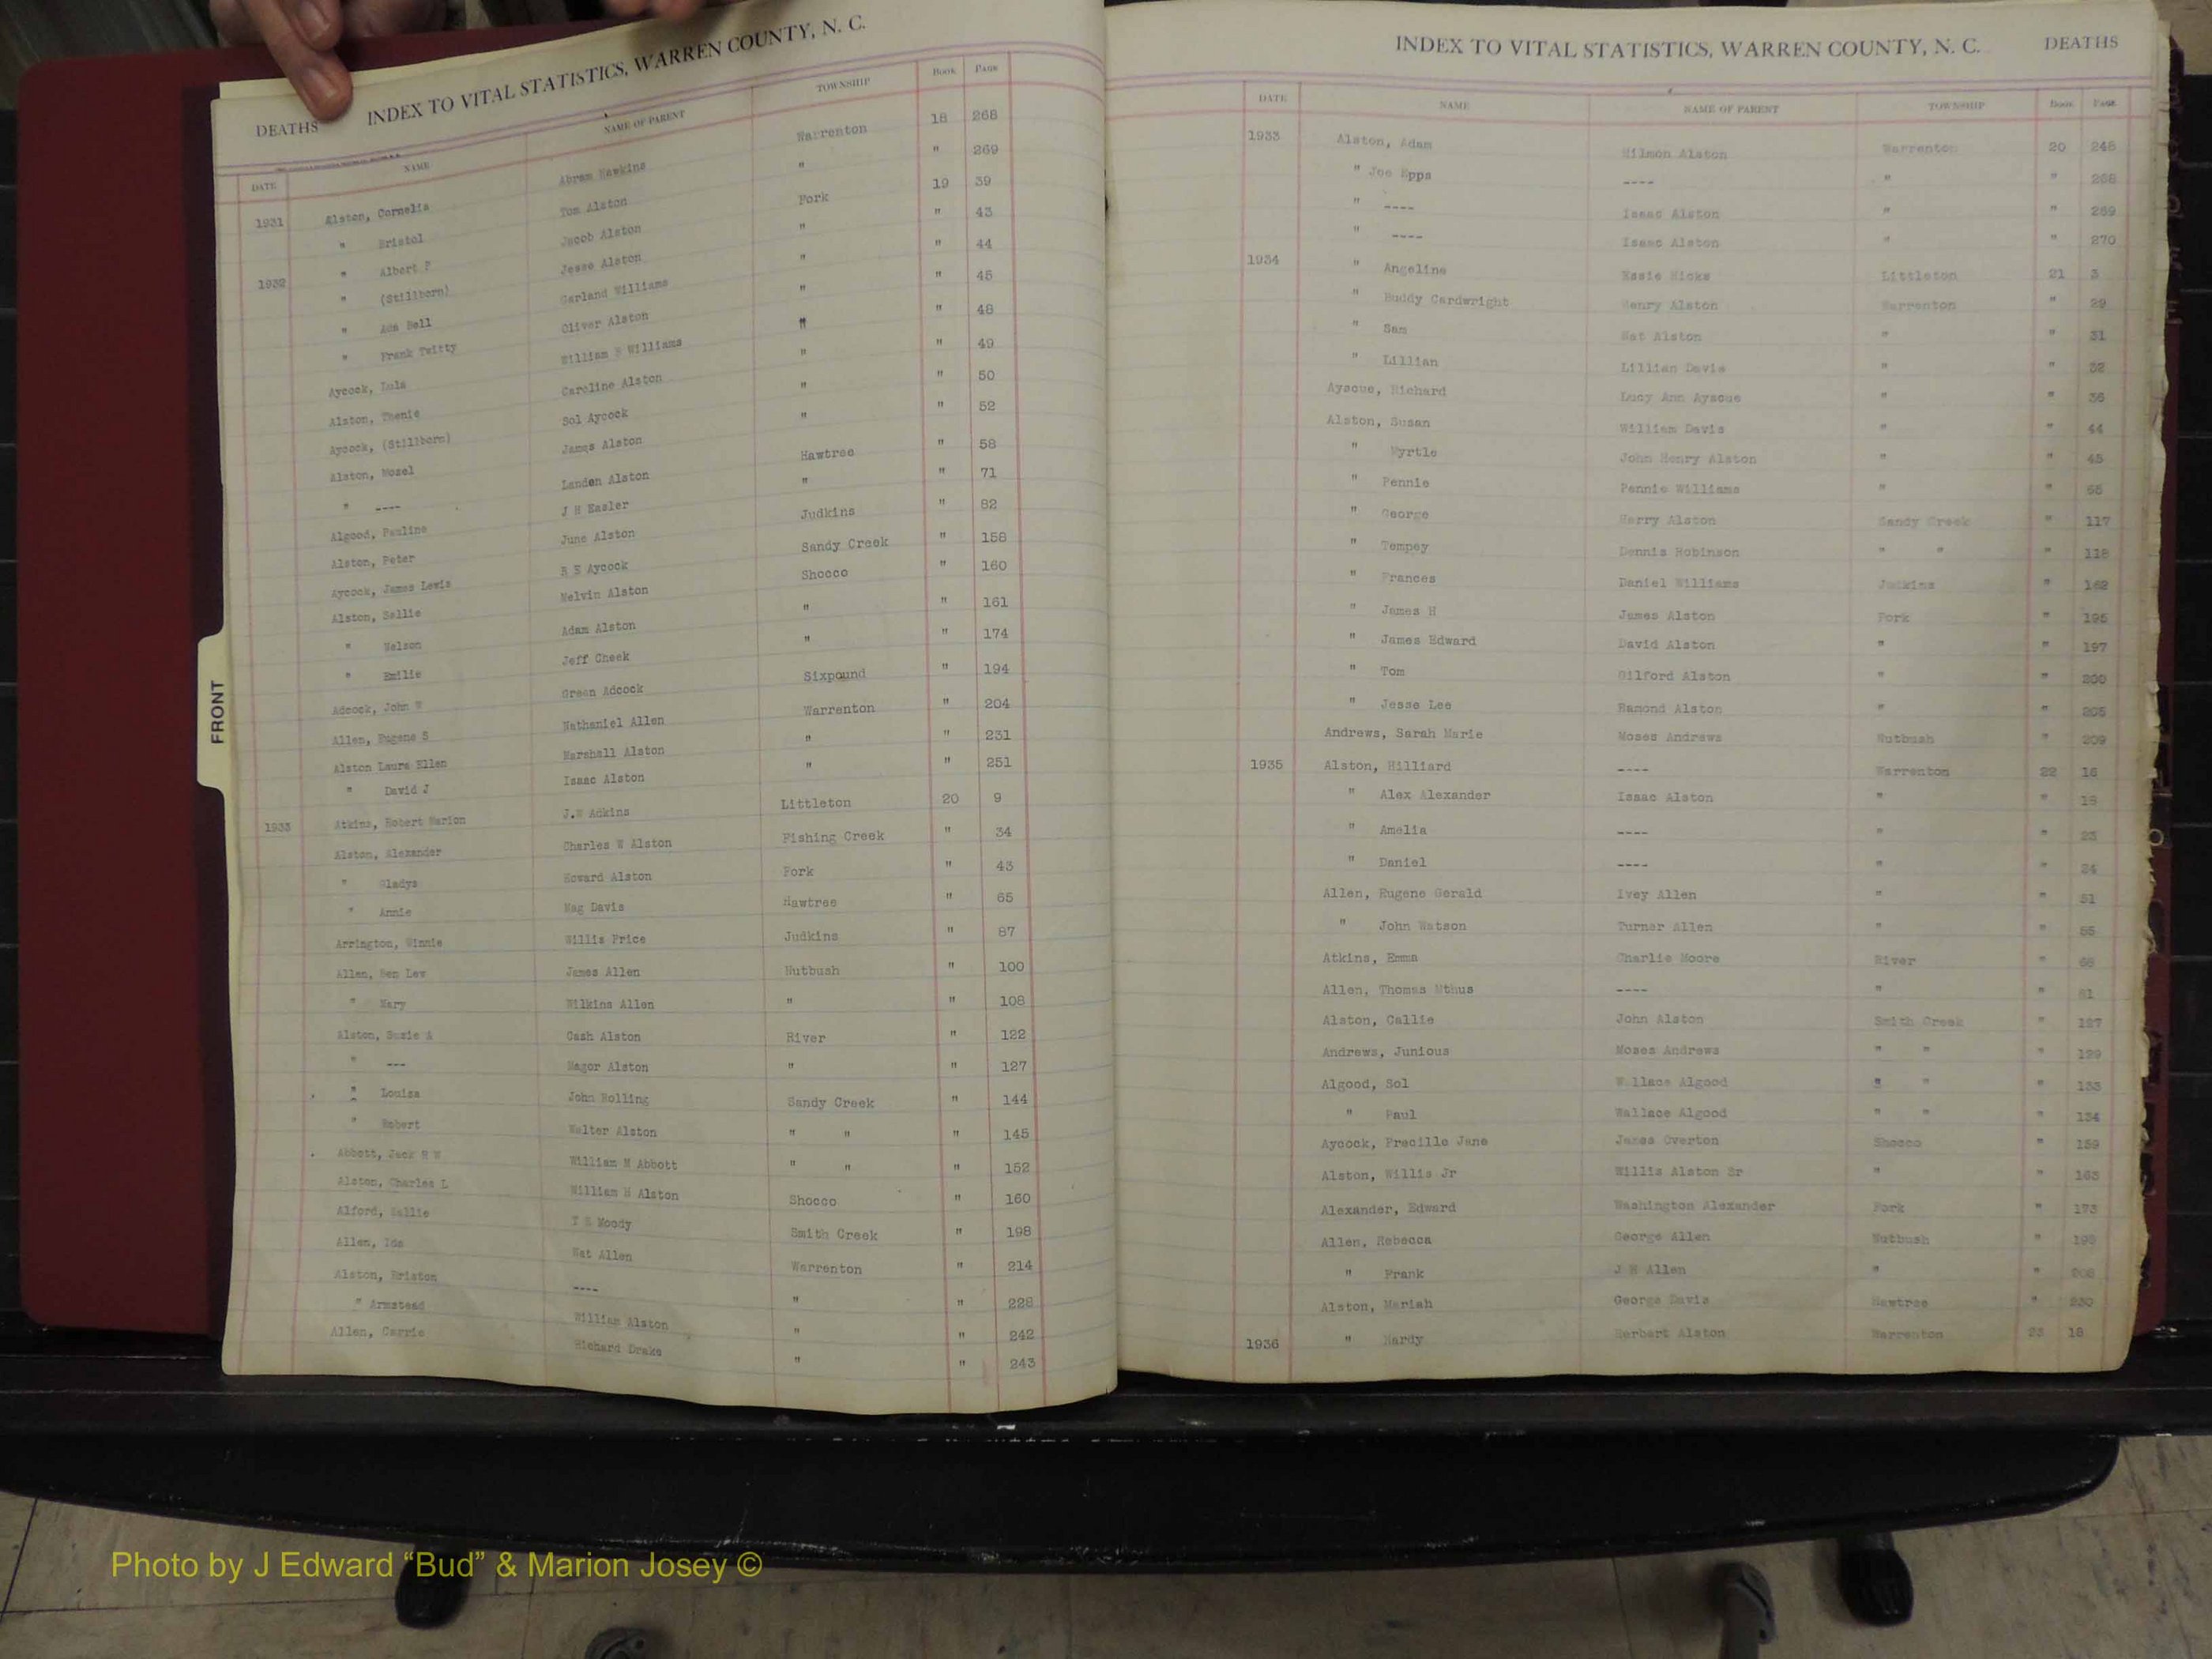 DEATHS INDEX TO VITAL STATISTICS, WARREN COUNTY, N. C.
DATE NAME NAME OF PARENT TOWNSHIP Book Page
1931 Alston, Cornelia Abram Hawkins Warrenton 18 268
" Bristol Tom Alston " " 269
1932 " Albert P Jacob Alston Fork 19 39
" (Stillborn) Jesse Alston " " 43
" Ada Bell Garland Williams " " 44
" Frank Twitty Oliver Alston " " 45
Aycock, Lula William H Williams " " 48
Alston, Thenie Caroline Alston " " 49
Aycock, (Stillborn) Sol Aycock " " 50
Alston, Mozel James Alston " " 52
" ---- Landon Alston Hawtree " 58
Algood, Paulina J H Easler " " 71
Alston, Peter June Alston Judkins " 82
Aycock, James Lewis R E Aycock Sandy Creek " 158
Alston, Sallie Melvin Alston Shocco " 160
" Nelson Adam Alston " " 161
" Emilie Jeff Cheek " " 174
Adcock, John W Green Adcock Sixpound " 194
Allen, Eugene S Nathaniel Allen Warrenton " 204
Alston Laura Ellen Marshall Alston " " 231
" David J Isaac Alston " " 251
1933 Atkins, Robert Marion J.W Adkins Littleton 20 9
Alston, Alexander Charles W Alston Fishing Creek " 34
" Gladys Howard Alston Fork " 43
" Annie Mag Davis Hawtree " 65
Arrington, Winnie Willis Price Judkins " 87
Allen, Ben Lew James Allen Nutbush " 100
" Mary Wilkins Allen " " 108
Alston, Suzie A Cash Alston River " 122
" --- Magor Alston " " 127
" Louisa John Bolling Sandy Creek " 144
" Robert Walter Alston " " " 145
Abbott, Jack R W William M Abbott " " " 152
Alston, Charles L William H Alston Shocco " 160
Alford, Sallie T E Moody Smith Creek " 198
Allen, Ida Nat Allen Warrenton " 214
Alston, Briston ---- " " 228
" Armstead William Alston " " 242
Allen, Carrie Richard Drake " " 243
FRONT
INDEX TO VITAL STATISTICS, WARREN COUNTY, N. C. DEATHS
DATE NAME NAME OF PARENT TOWNSHIP Book Page
1933 Alston, Adam Hilmon Alston Warrenton 20 248
" Joe Epps ---- " " 268
" ---- Isaac Alston " " 269
" ---- Isaac Alston " " 270
1934 " Angeline Essie Hicks Littleton 21 3
" Buddy Cardwright Henry Alston Warrenton " 29
" Sam Nat Alston " " 31
" Lillian Lillian Davis " " 32
Ayscue, Richard Lucy Ann Ayscue " " 36
Alston, Susan William Davis " " 44
" Myrtle John Henry Alston " " 45
" Pennie Pennie Williams " "
" George Harry Alston Sandy Creek " 117
" Tempey Dennis Robinson " " " 118
" Frances Daniel Williams Judkins " 162
" James H James Alston Fork " 195
" James Edward David Alston " " 197
" Tom Gilford Alston " " 200
" Jesse Lee Ramond Alston " " 205
Andrews, Sarah Marie Moses Andrews Nutbush " 209
1935 Alston, Hilliard ---- Warrenton 22 16
" Alex Alexander Isaac Alston " "
" Amelia ---- " " 23
" Daniel ---- " " 24
Allen, Eugene Gerald Ivey Allen " " 51
" John Watson Turner Allen " " 55
Atkins, Emma Charlie Moore River "
Allen, Thomas Mthus ---- " "
Alston, Callie John Alston Smith Creek " 127
Andrews, Junious Moses Andrews " " " 129
Algood, Sol Wallace Algood " " " 133
" Paul Wallace Algood " " " 134
Aycock, Precille Jane James Overton Shocco " 159
Alston, Willis Jr Willis Alston Sr " " 163
Alexander, Edward Washington Alexander Fork " 173
Allen, Rebecca George Allen Nutbush "
" Frank J H Allen " "
Alston, Mariah George Davis Hawtree " 230
1936 " Hardy Herbert Alston Warrenton 23 18
Photo by J Edward “Bud” & Marion Josey ©